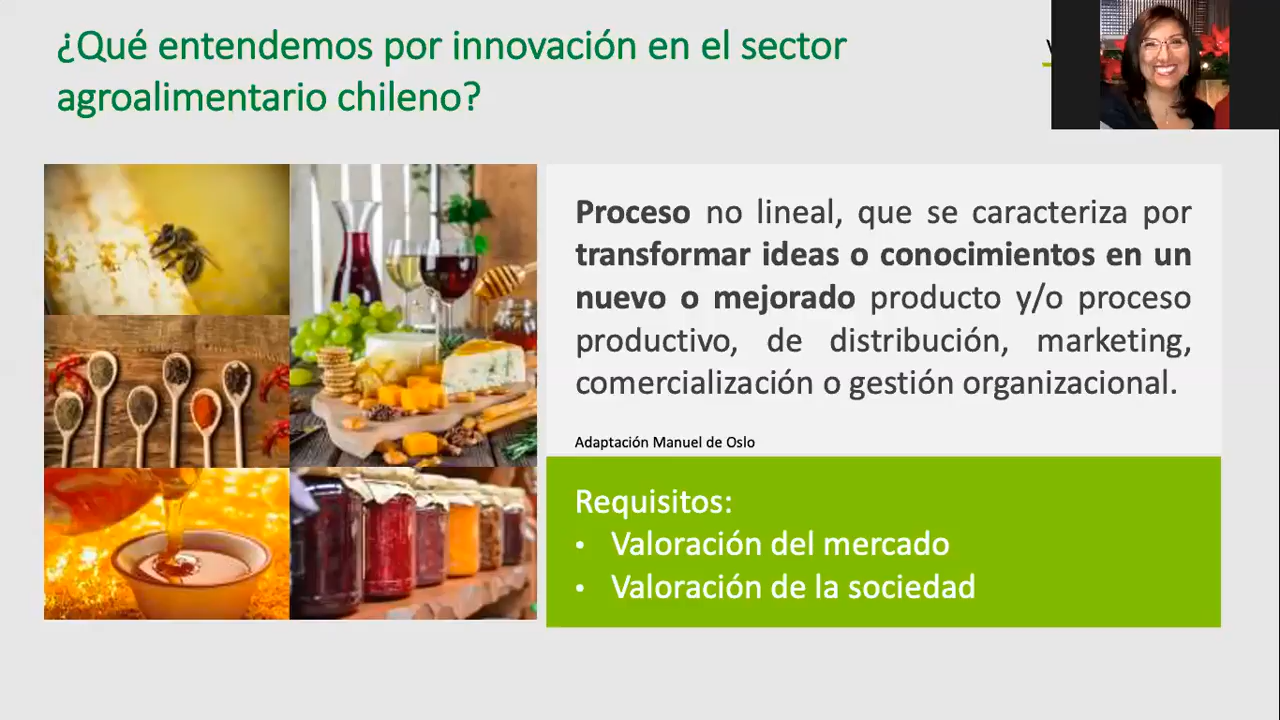 ¿Qué entendemos por innovación en el sector
agroalimentario chileno?
Proceso no lineal, que se caracteriza por
transformar ideas o conocimientos en un
nuevo o mejorado producto y/o proceso
productivo, de distribución, marketing,
comercialización o gestión organizacional.
Adaptación Manuel de Oslo
Requisitos:
• Valoración del mercado
• Valoración de la sociedad